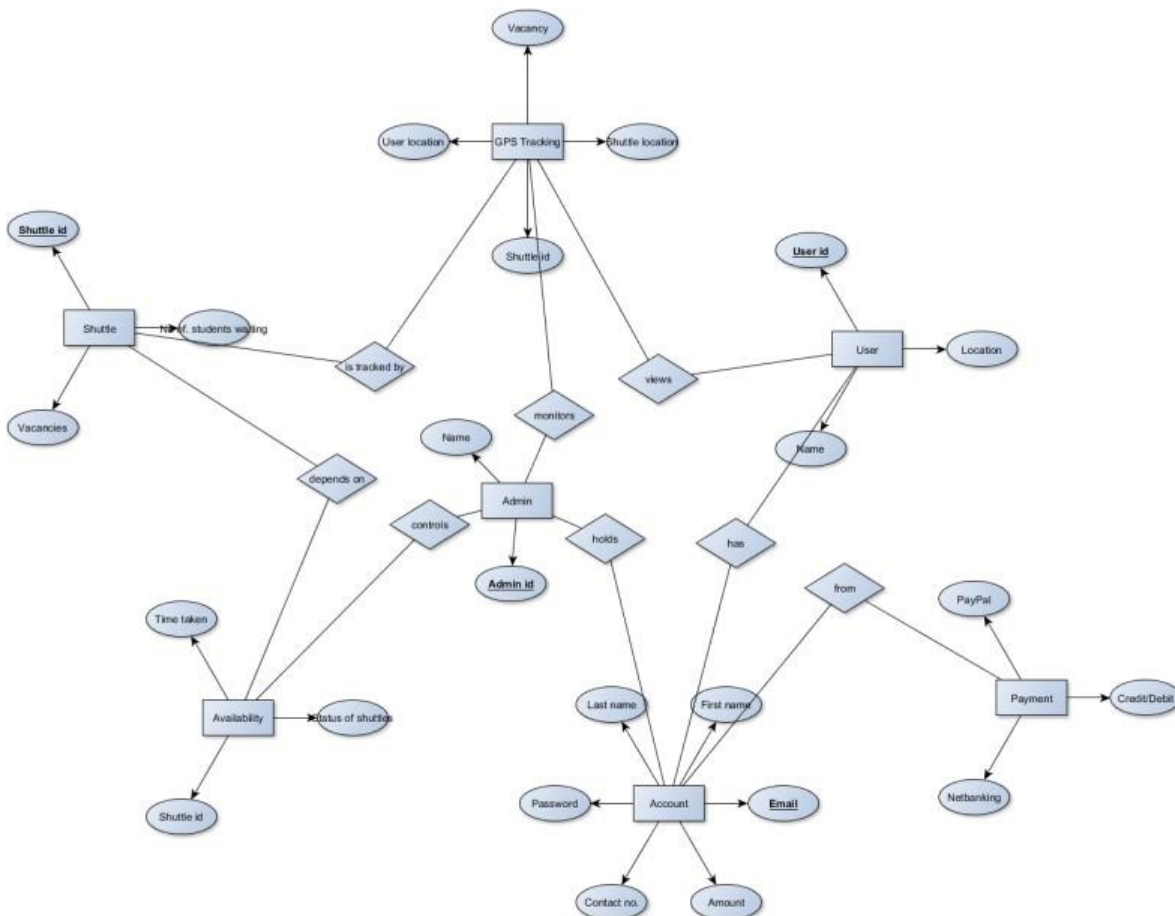 Vacancy
User location
GPS Tracking
Shuttle location
Shuttle id
Shuttle id
User id
Shuttle
No of. students waiting
User
Location
is tracked by
views
Vacancies
Name
monitors
Name
depends on
Admin
controls
holds
has
Admin id
from
PayPal
Time taken
Last name
First name
Payment
Credit/Debit
Availability
Status of shuttles
Netbanking
Password
Account
Email
Shuttle id
Contact no.
Amount